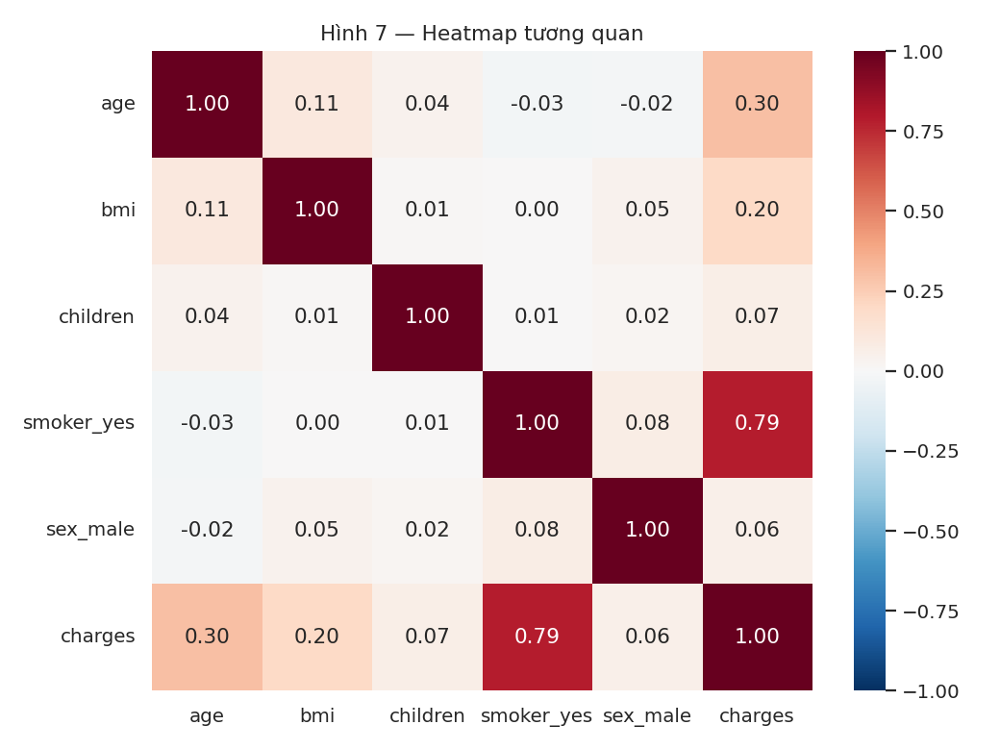 Hình 7 — Heatmap tương quan
age 1.00 0.11 0.04 -0.03 -0.02 0.30
bmi 0.11 1.00 0.01 0.00 0.05 0.20
children 0.04 0.01 1.00 0.01 0.02 0.07
smoker_yes -0.03 0.00 0.01 1.00 0.08 0.79
sex_male -0.02 0.05 0.02 0.08 1.00 0.06
charges 0.30 0.20 0.07 0.79 0.06 1.00
age bmi children smoker_yes sex_male charges
1.00
0.75
0.50
0.25
0.00
−0.25
−0.50
−0.75
−1.00